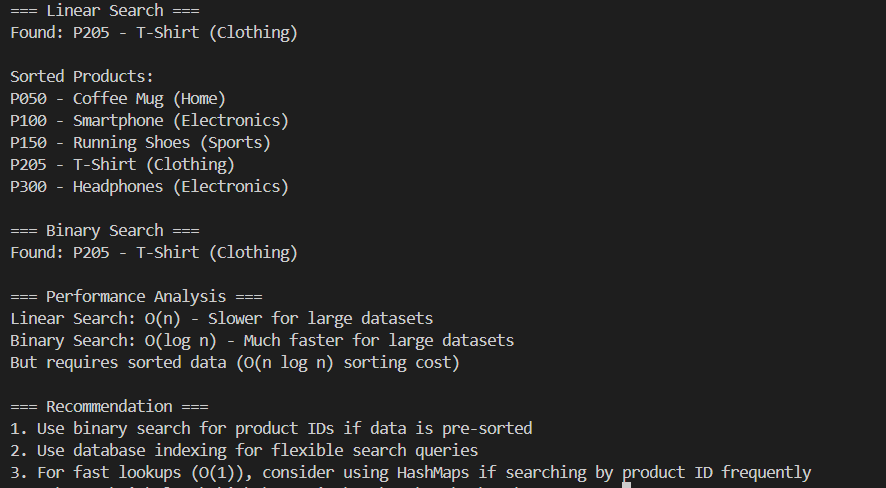 === Linear Search ===
Found: P205 - T-Shirt (Clothing)
Sorted Products:
P050 - Coffee Mug (Home)
P100 - Smartphone (Electronics)
P150 - Running Shoes (Sports)
P205 - T-Shirt (Clothing)
P300 - Headphones (Electronics)
=== Binary Search ===
Found: P205 - T-Shirt (Clothing)
=== Performance Analysis ===
Linear Search: O(n) - Slower for large datasets
Binary Search: O(log n) - Much faster for large datasets
But requires sorted data (O(n log n) sorting cost)
=== Recommendation ===
1. Use binary search for product IDs if data is pre-sorted
2. Use database indexing for flexible search queries
3. For fast lookups (O(1)), consider using HashMaps if searching by product ID frequently